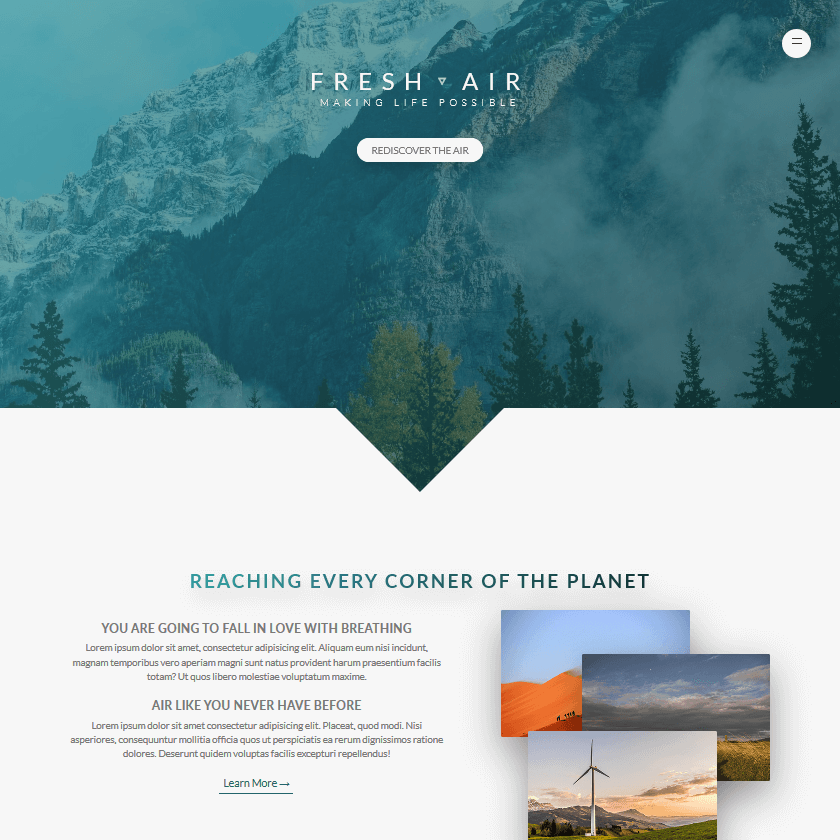 FRESH ▿ AIR
MAKING LIFE POSSIBLE
REDISCOVER THE AIR
REACHING EVERY CORNER OF THE PLANET
YOU ARE GOING TO FALL IN LOVE WITH BREATHING
Lorem ipsum dolor sit amet, consectetur adipisicing elit. Aliquam eum nisi incidunt,
magnam temporibus vero aperiam magni sunt natus provident harum praesentium facilis
totam? Ut quos libero molestiae voluptatum maxime.
AIR LIKE YOU NEVER HAVE BEFORE
Lorem ipsum dolor sit amet consectetur adipisicing elit. Placeat, quod modi. Nisi
asperiores, consequuntur mollitia officia quos ut perspiciatis ea rerum dignissimos ratione
dolores. Deserunt quidem voluptas facilis excepturi repellendus!
Learn More →